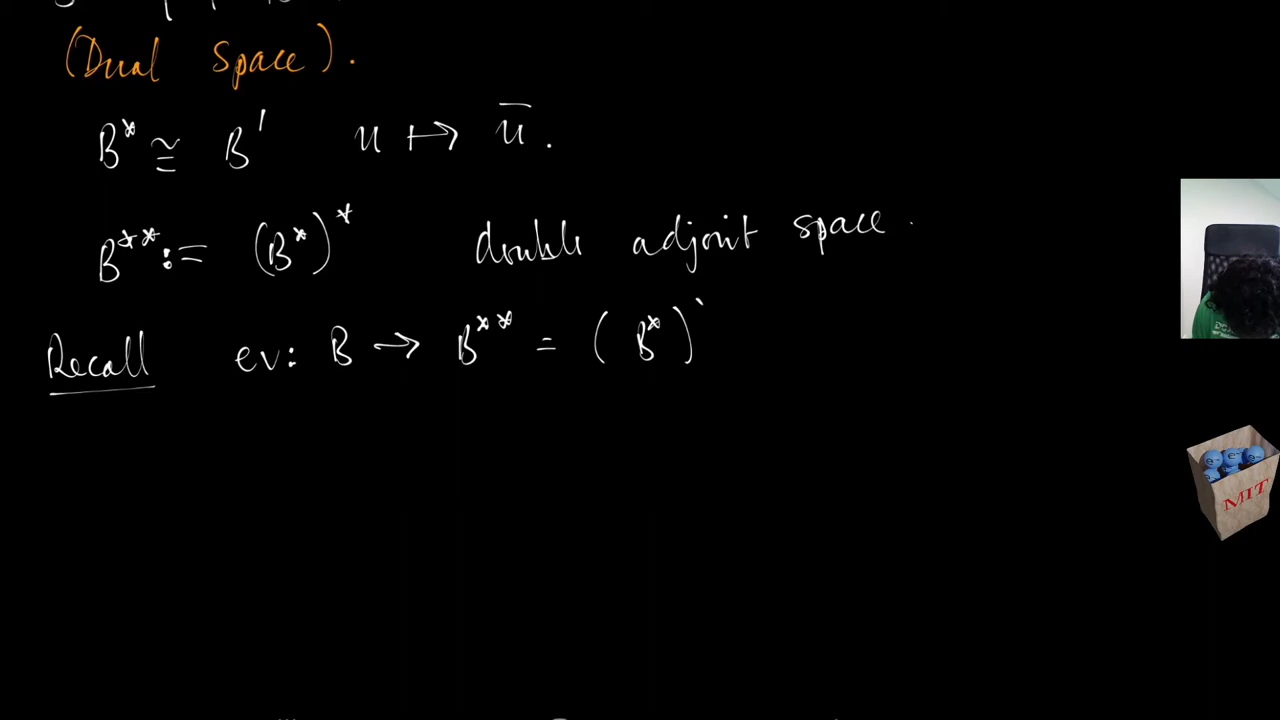 (Dual Space).
B* ≅ B' u ↦ ū.
B** := (B*)* double adjoint space.
Recall ev: B → B** = (B*)`
MIT